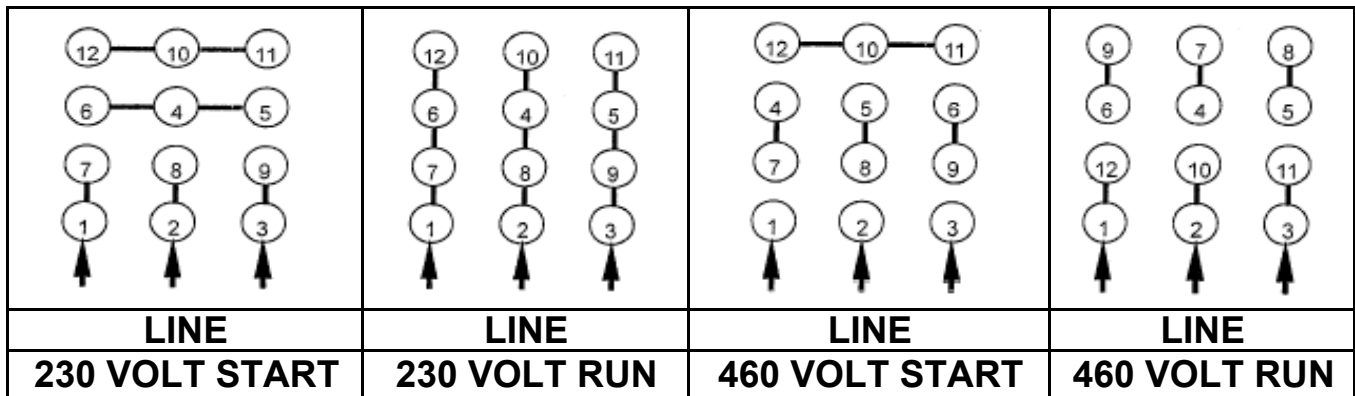 12 10 11
6 4 5
7 8 9
1 2 3
LINE
230 VOLT START
12 10 11
6 4 5
7 8 9
1 2 3
LINE
230 VOLT RUN
12 10 11
4 5 6
7 8 9
1 2 3
LINE
460 VOLT START
9 7 8
6 4 5
12 10 11
1 2 3
LINE
460 VOLT RUN